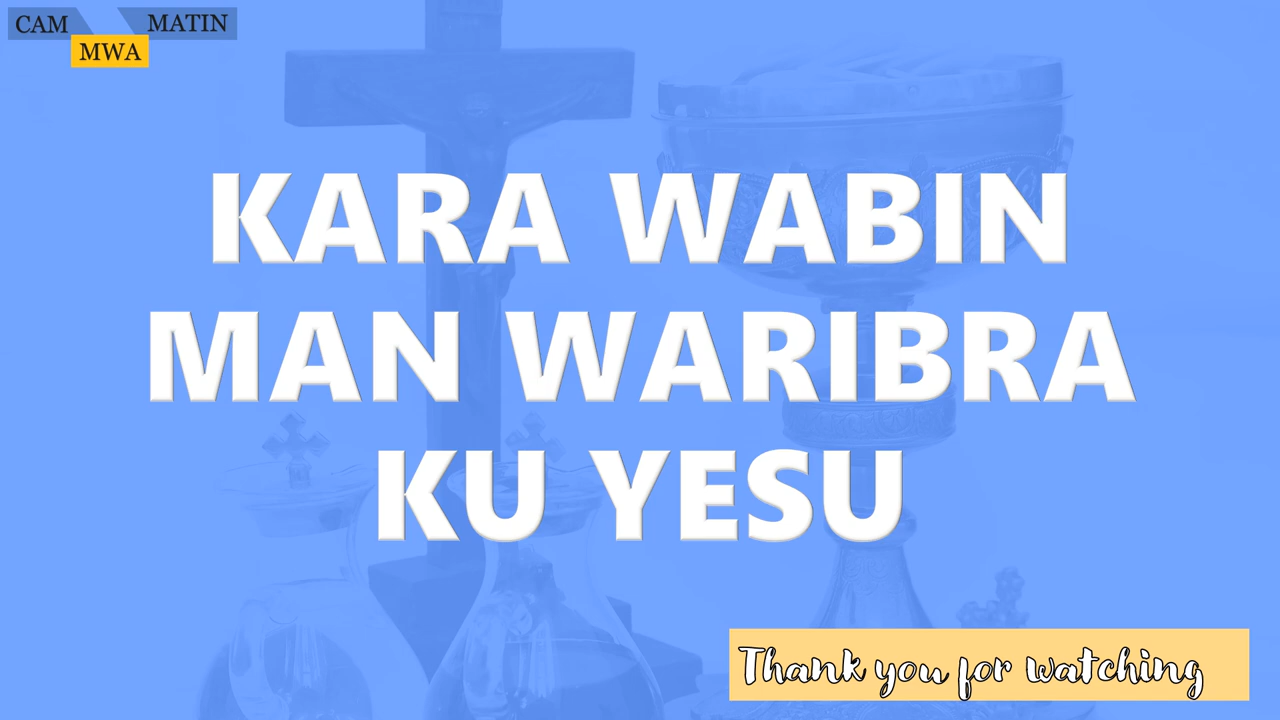 CAM MATIN
MWA
KARA WABIN
MAN WARIBRA
KU YESU
Thank you for watching